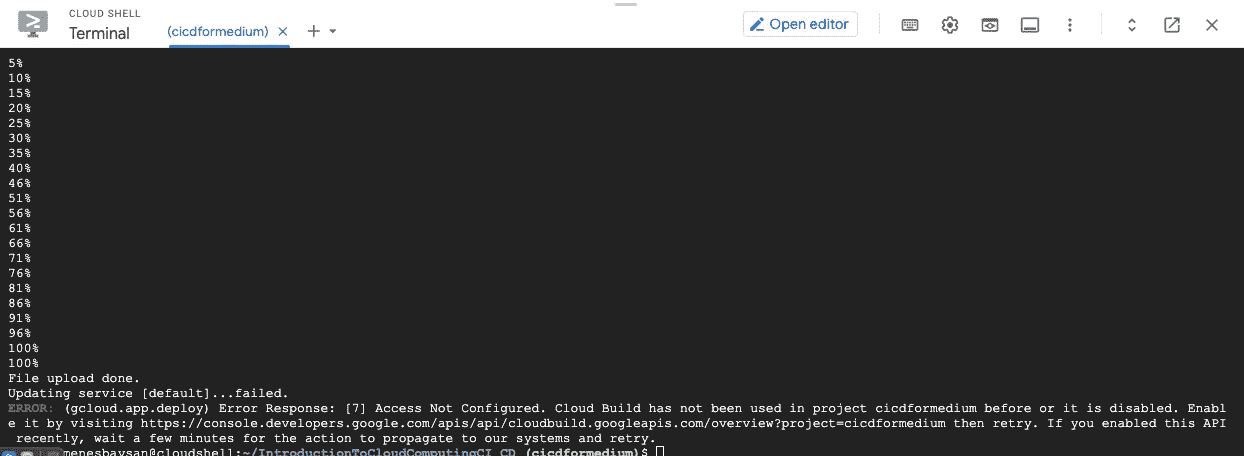 CLOUD SHELL
Terminal
(cicdformedium)
Open editor
5%
10%
15%
20%
25%
30%
35%
40%
46%
51%
56%
61%
66%
71%
76%
81%
86%
91%
96%
100%
100%
File upload done.
Updating service [default]...failed.
ERROR: (gcloud.app.deploy) Error Response: [7] Access Not Configured. Cloud Build has not been used in project cicdformedium before or it is disabled. Enabl
e it by visiting https://console.developers.google.com/apis/api/cloudbuild.googleapis.com/overview?project=cicdformedium then retry. If you enabled this API
recently, wait a few minutes for the action to propagate to our systems and retry.
menesbaysan@cloudshell:~/IntroductionToCloudComputingCI_CD (cicdformedium)$